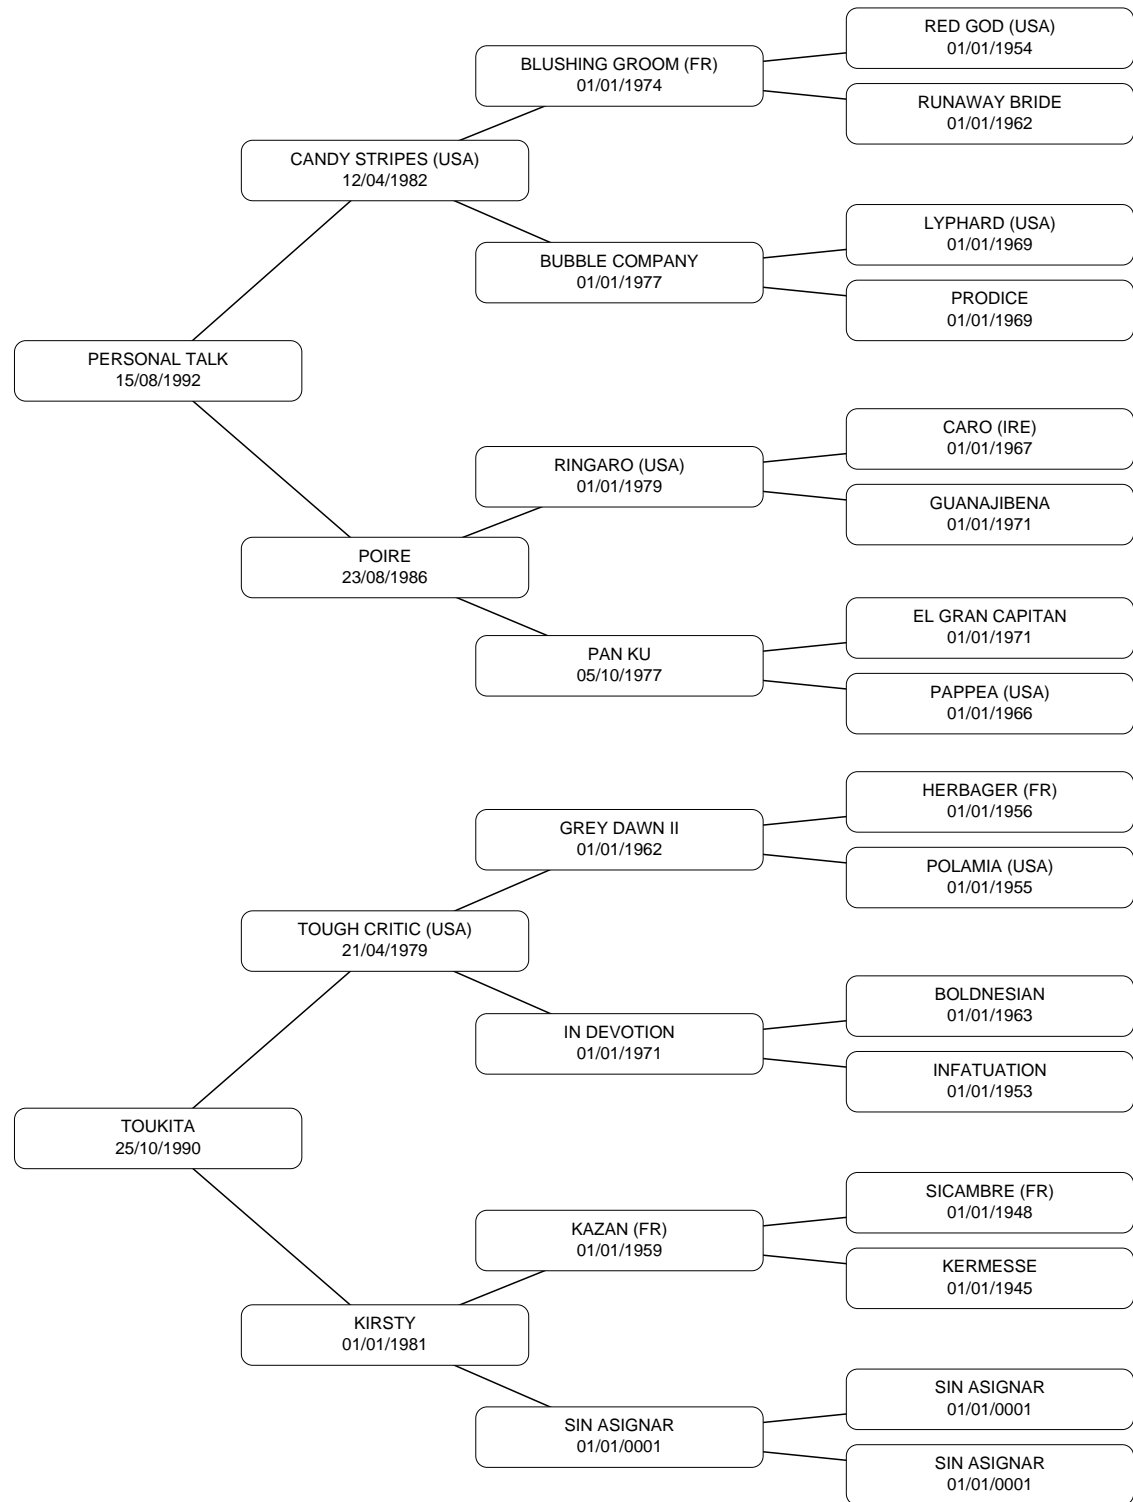 RED GOD (USA)
01/01/1954
BLUSHING GROOM (FR)
01/01/1974
RUNAWAY BRIDE
01/01/1962
CANDY STRIPES (USA)
12/04/1982
LYPHARD (USA)
01/01/1969
BUBBLE COMPANY
01/01/1977
PRODICE
01/01/1969
PERSONAL TALK
15/08/1992
CARO (IRE)
01/01/1967
RINGARO (USA)
01/01/1979
GUANAJIBENA
01/01/1971
POIRE
23/08/1986
EL GRAN CAPITAN
01/01/1971
PAN KU
05/10/1977
PAPPEA (USA)
01/01/1966
HERBAGER (FR)
01/01/1956
GREY DAWN II
01/01/1962
POLAMIA (USA)
01/01/1955
TOUGH CRITIC (USA)
21/04/1979
BOLDNESIAN
01/01/1963
IN DEVOTION
01/01/1971
INFATUATION
01/01/1953
TOUKITA
25/10/1990
SICAMBRE (FR)
01/01/1948
KAZAN (FR)
01/01/1959
KERMESSE
01/01/1945
KIRSTY
01/01/1981
SIN ASIGNAR
01/01/0001
SIN ASIGNAR
01/01/0001
SIN ASIGNAR
01/01/0001